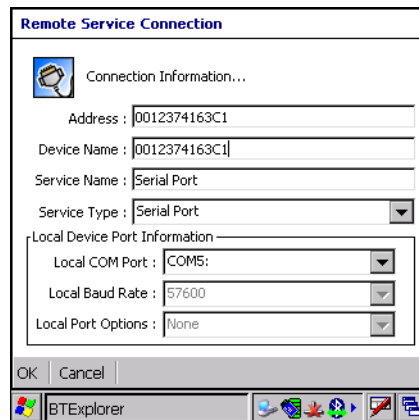 Remote Service Connection
Connection Information...
Address : 0012374163C1
Device Name : 0012374163C1
Service Name : Serial Port
Service Type : Serial Port
Local Device Port Information
Local COM Port : COM5:
Local Baud Rate : 57600
Local Port Options : None
OK Cancel
BTExplorer